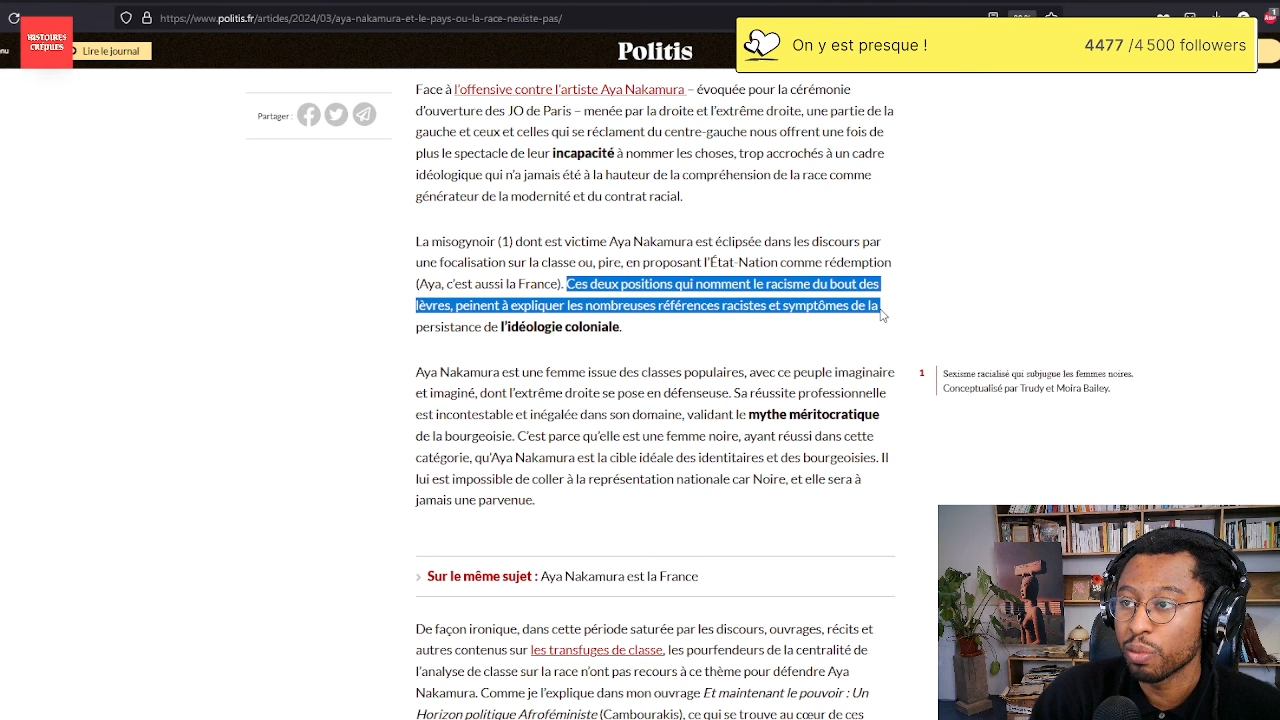 https://www.politis.fr/articles/2024/03/aya-nakamura-et-le-pays-ou-la-race-nexiste-pas/
HISTOIRES
CRÉPUES
nu
Lire le journal
Politis
On y est presque !
4477 /4 500 followers
Partager :
Face à l'offensive contre l'artiste Aya Nakamura – évoquée pour la cérémonie
d'ouverture des JO de Paris – menée par la droite et l'extrême droite, une partie de la
gauche et ceux et celles qui se réclament du centre-gauche nous offrent une fois de
plus le spectacle de leur incapacité à nommer les choses, trop accrochés à un cadre
idéologique qui n'a jamais été à la hauteur de la compréhension de la race comme
générateur de la modernité et du contrat racial.
La misogynoir (1) dont est victime Aya Nakamura est éclipsée dans les discours par
une focalisation sur la classe ou, pire, en proposant l'État-Nation comme rédemption
(Aya, c'est aussi la France). Ces deux positions qui nomment le racisme du bout des
lèvres, peinent à expliquer les nombreuses références racistes et symptômes de la
persistance de l'idéologie coloniale.
Aya Nakamura est une femme issue des classes populaires, avec ce peuple imaginaire
et imaginé, dont l'extrême droite se pose en défenseuse. Sa réussite professionnelle
est incontestable et inégalée dans son domaine, validant le mythe méritocratique
de la bourgeoisie. C'est parce qu'elle est une femme noire, ayant réussi dans cette
catégorie, qu'Aya Nakamura est la cible idéale des identitaires et des bourgeoisies. Il
lui est impossible de coller à la représentation nationale car Noire, et elle sera à
jamais une parvenue.
1
Sexisme racialisé qui subjugue les femmes noires.
Conceptualisé par Trudy et Moira Bailey.
Sur le même sujet : Aya Nakamura est la France
De façon ironique, dans cette période saturée par les discours, ouvrages, récits et
autres contenus sur les transfuges de classe, les pourfendeurs de la centralité de
l'analyse de classe sur la race n'ont pas recours à ce thème pour défendre Aya
Nakamura. Comme je l'explique dans mon ouvrage Et maintenant le pouvoir : Un
Horizon politique Afroféministe (Cambourakis), ce qui se trouve au cœur de ces